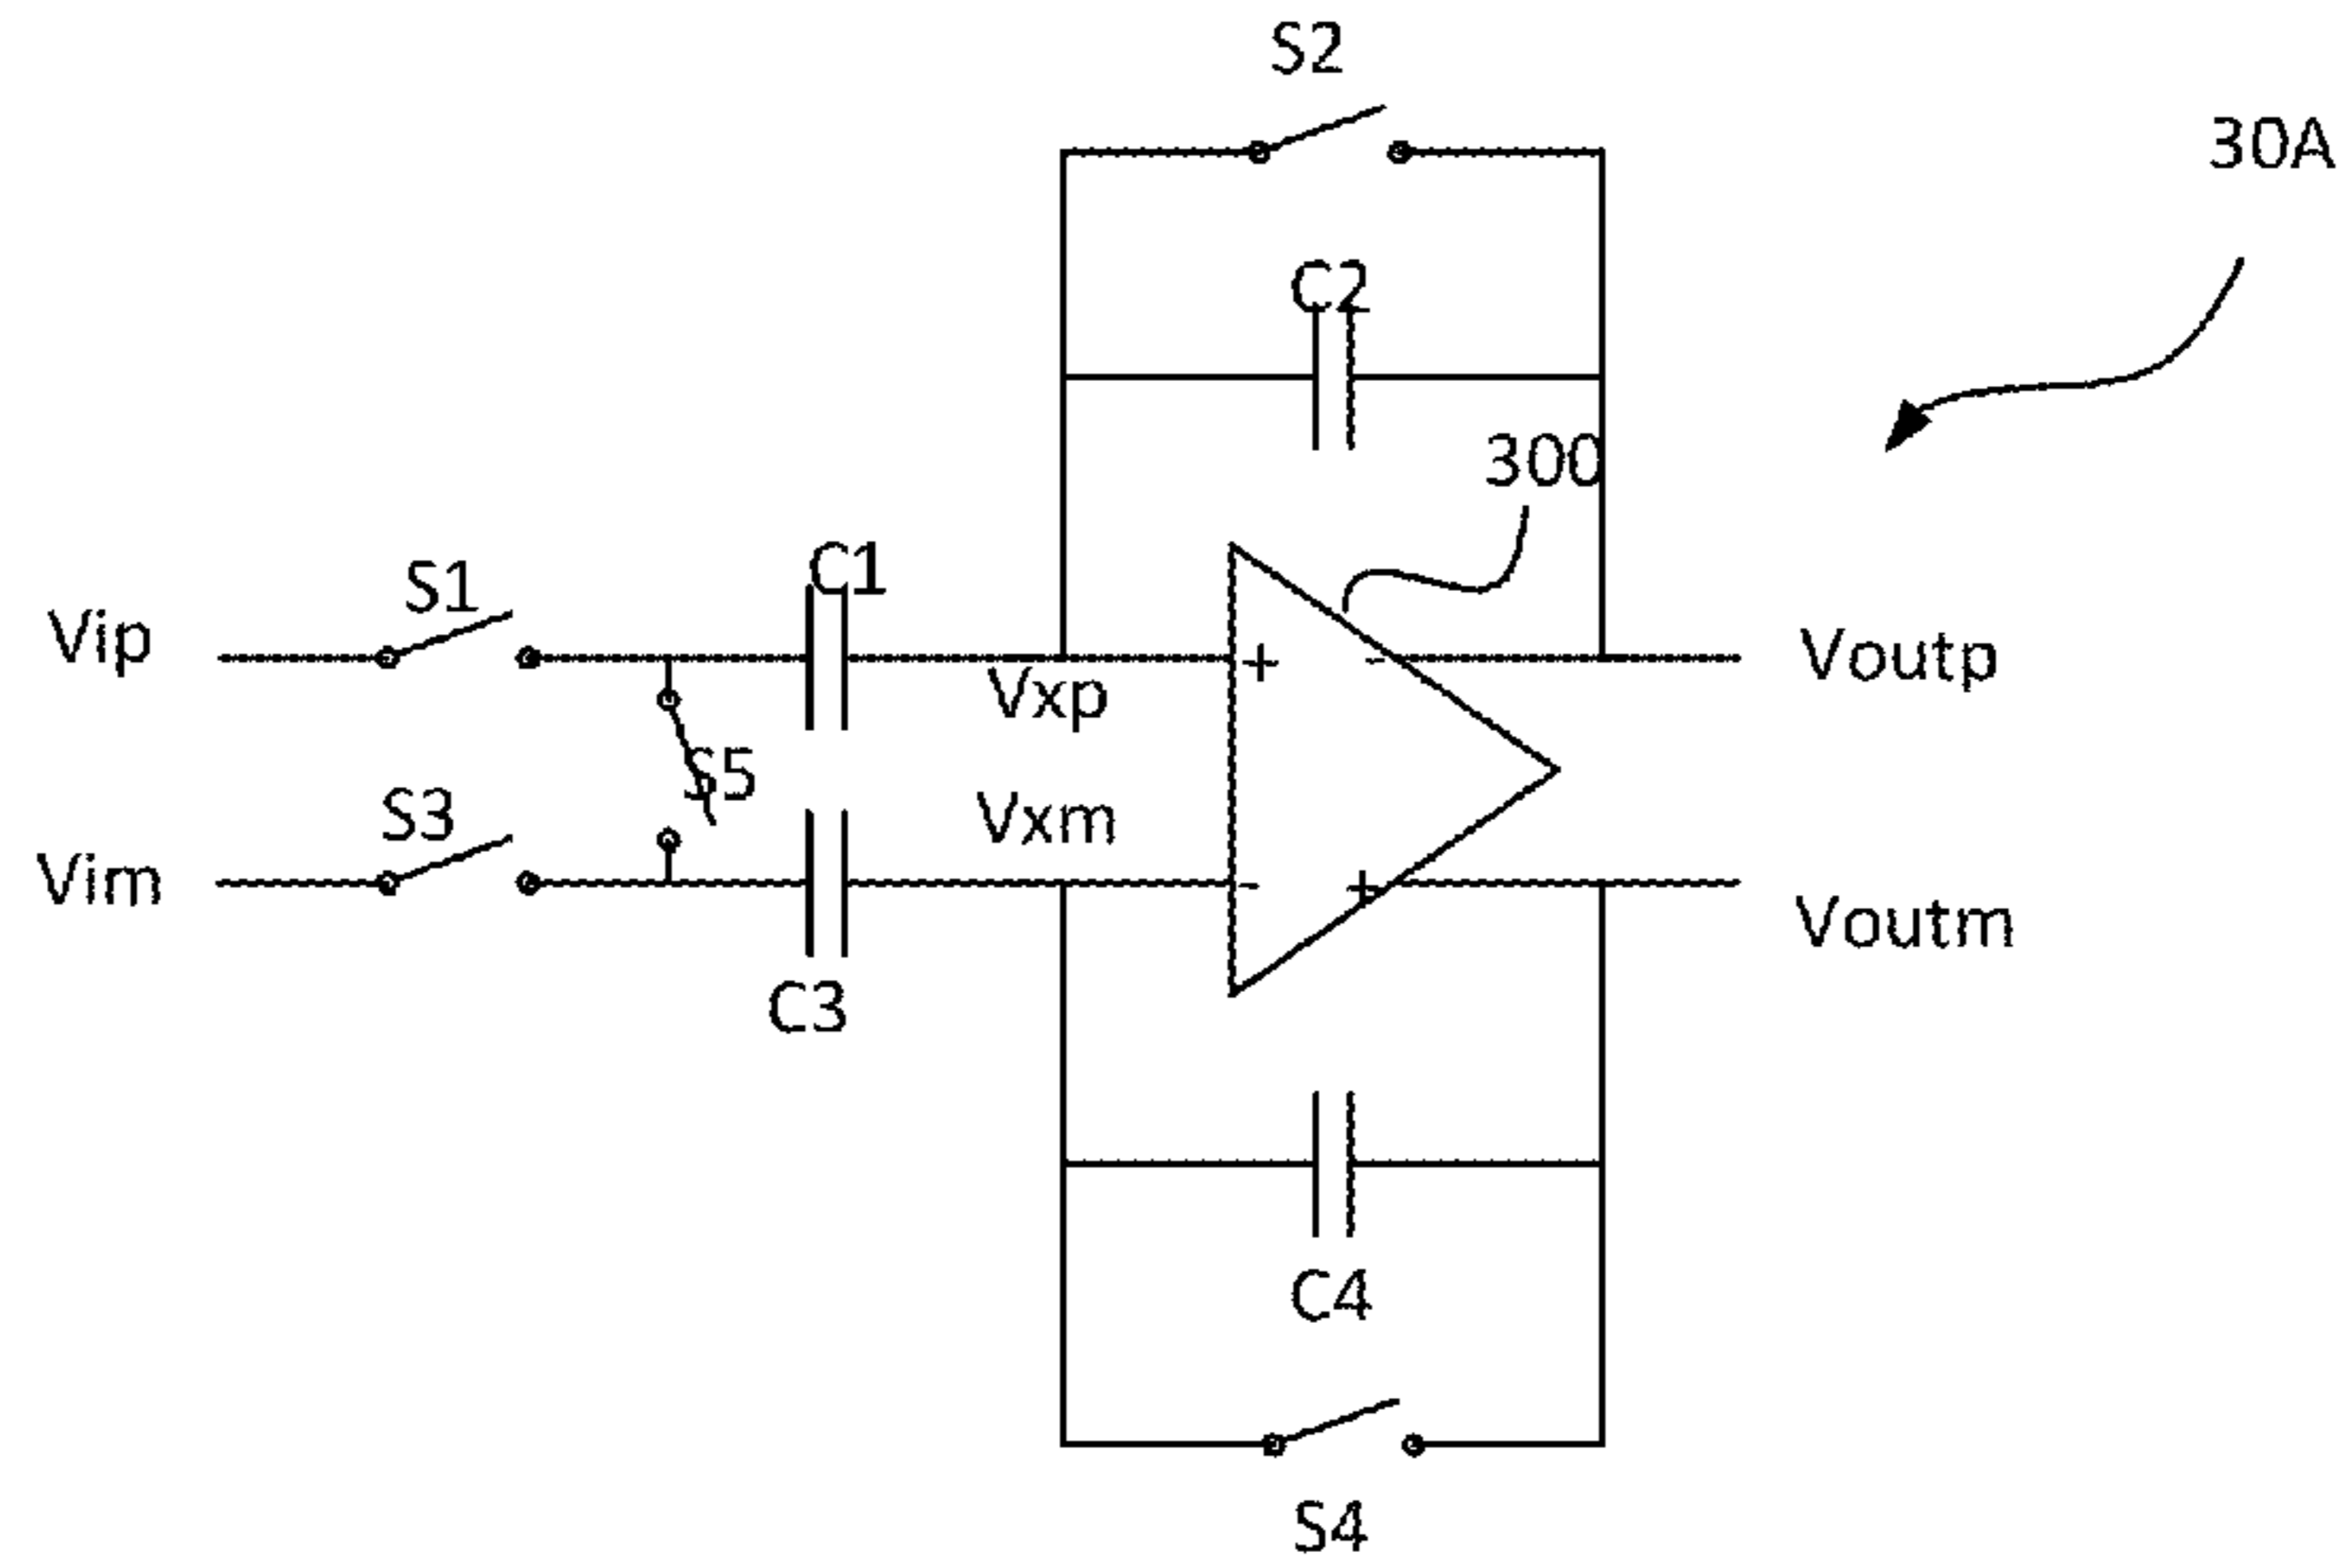 S2
30A
C2
300
C1
S1
Vip
+
-
Voutp
Vxp
S5
S3
Vxm
Vim
-
+
Voutm
C3
C4
S4